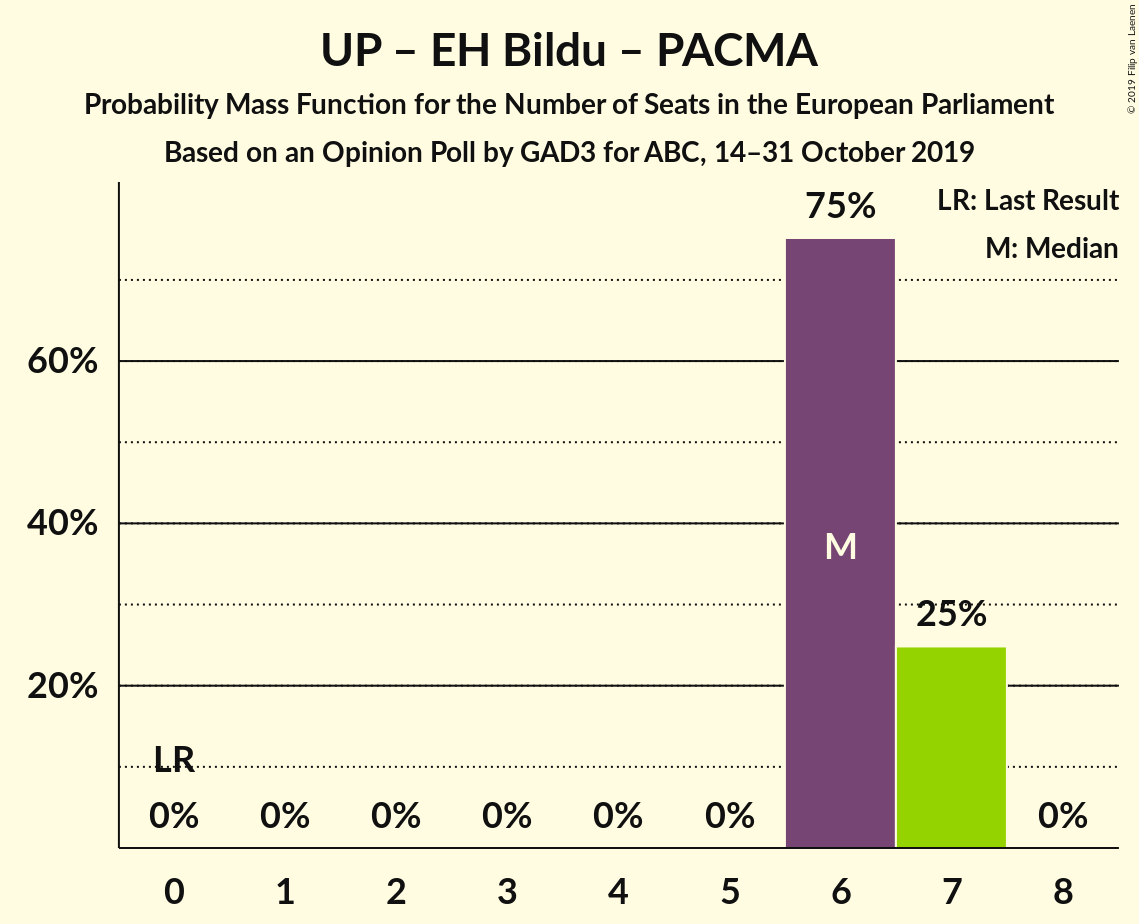 UP – EH Bildu – PACMA
Probability Mass Function for the Number of Seats in the European Parliament
Based on an Opinion Poll by GAD3 for ABC, 14–31 October 2019
© 2019 Filip van Laenen
LR: Last Result
M: Median
75%
60%
40%
M
25%
20%
LR
0% 0% 0% 0% 0% 0% 0%
0 1 2 3 4 5 6 7 8